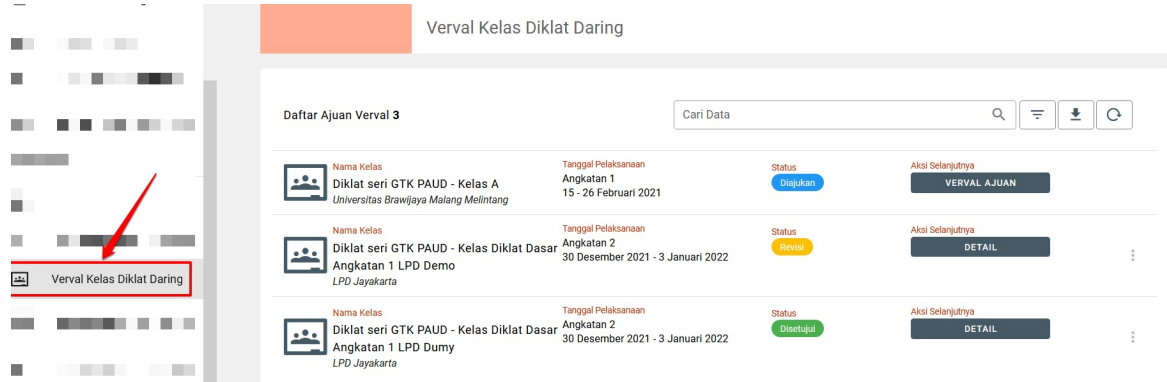 Verval Kelas Diklat Daring
Verval Kelas Diklat Daring
Daftar Ajuan Verval 3
Cari Data
Nama Kelas
Diklat seri GTK PAUD - Kelas A
Universitas Brawijaya Malang Melintang
Tanggal Pelaksanaan
Angkatan 1
15 - 26 Februari 2021
Status
Diajukan
Aksi Selanjutnya
VERVAL AJUAN
Nama Kelas
Diklat seri GTK PAUD - Kelas Diklat Dasar
Angkatan 1 LPD Demo
LPD Jayakarta
Tanggal Pelaksanaan
Angkatan 2
30 Desember 2021 - 3 Januari 2022
Status
Revisi
Aksi Selanjutnya
DETAIL
Nama Kelas
Diklat seri GTK PAUD - Kelas Diklat Dasar
Angkatan 1 LPD Dumy
LPD Jayakarta
Tanggal Pelaksanaan
Angkatan 2
30 Desember 2021 - 3 Januari 2022
Status
Disetujui
Aksi Selanjutnya
DETAIL